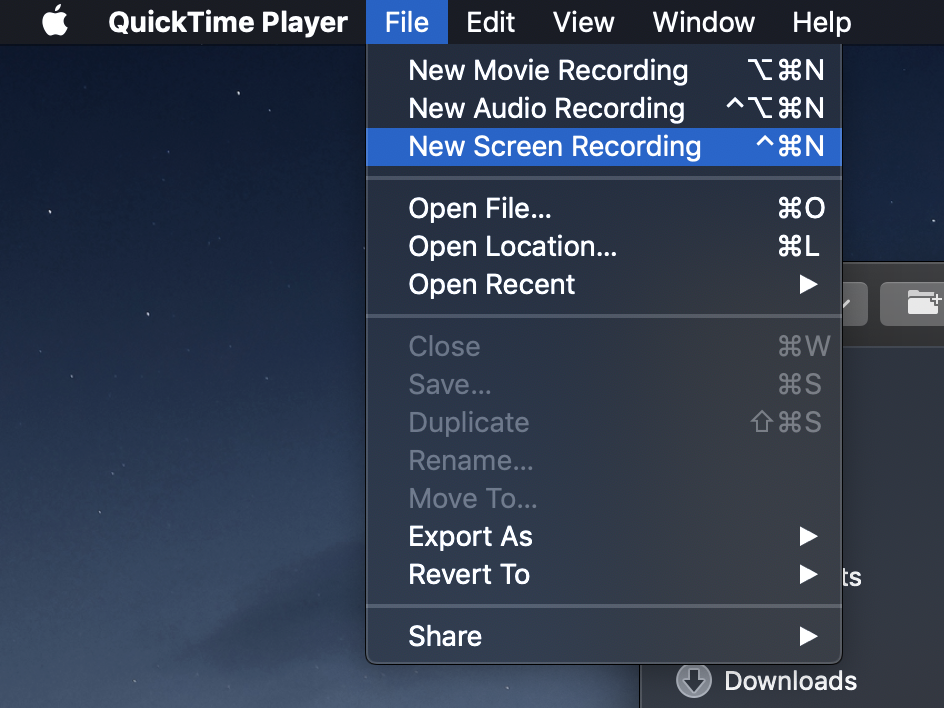 QuickTime Player File Edit View Window Help
New Movie Recording ⌥⌘N
New Audio Recording ^⌥⌘N
New Screen Recording ^⌘N
Open File... ⌘O
Open Location... ⌘L
Open Recent ▶
Close ⌘W
Save... ⌘S
Duplicate ⇧⌘S
Rename...
Move To...
Export As ▶
Revert To ▶
ts
Share ▶
Downloads